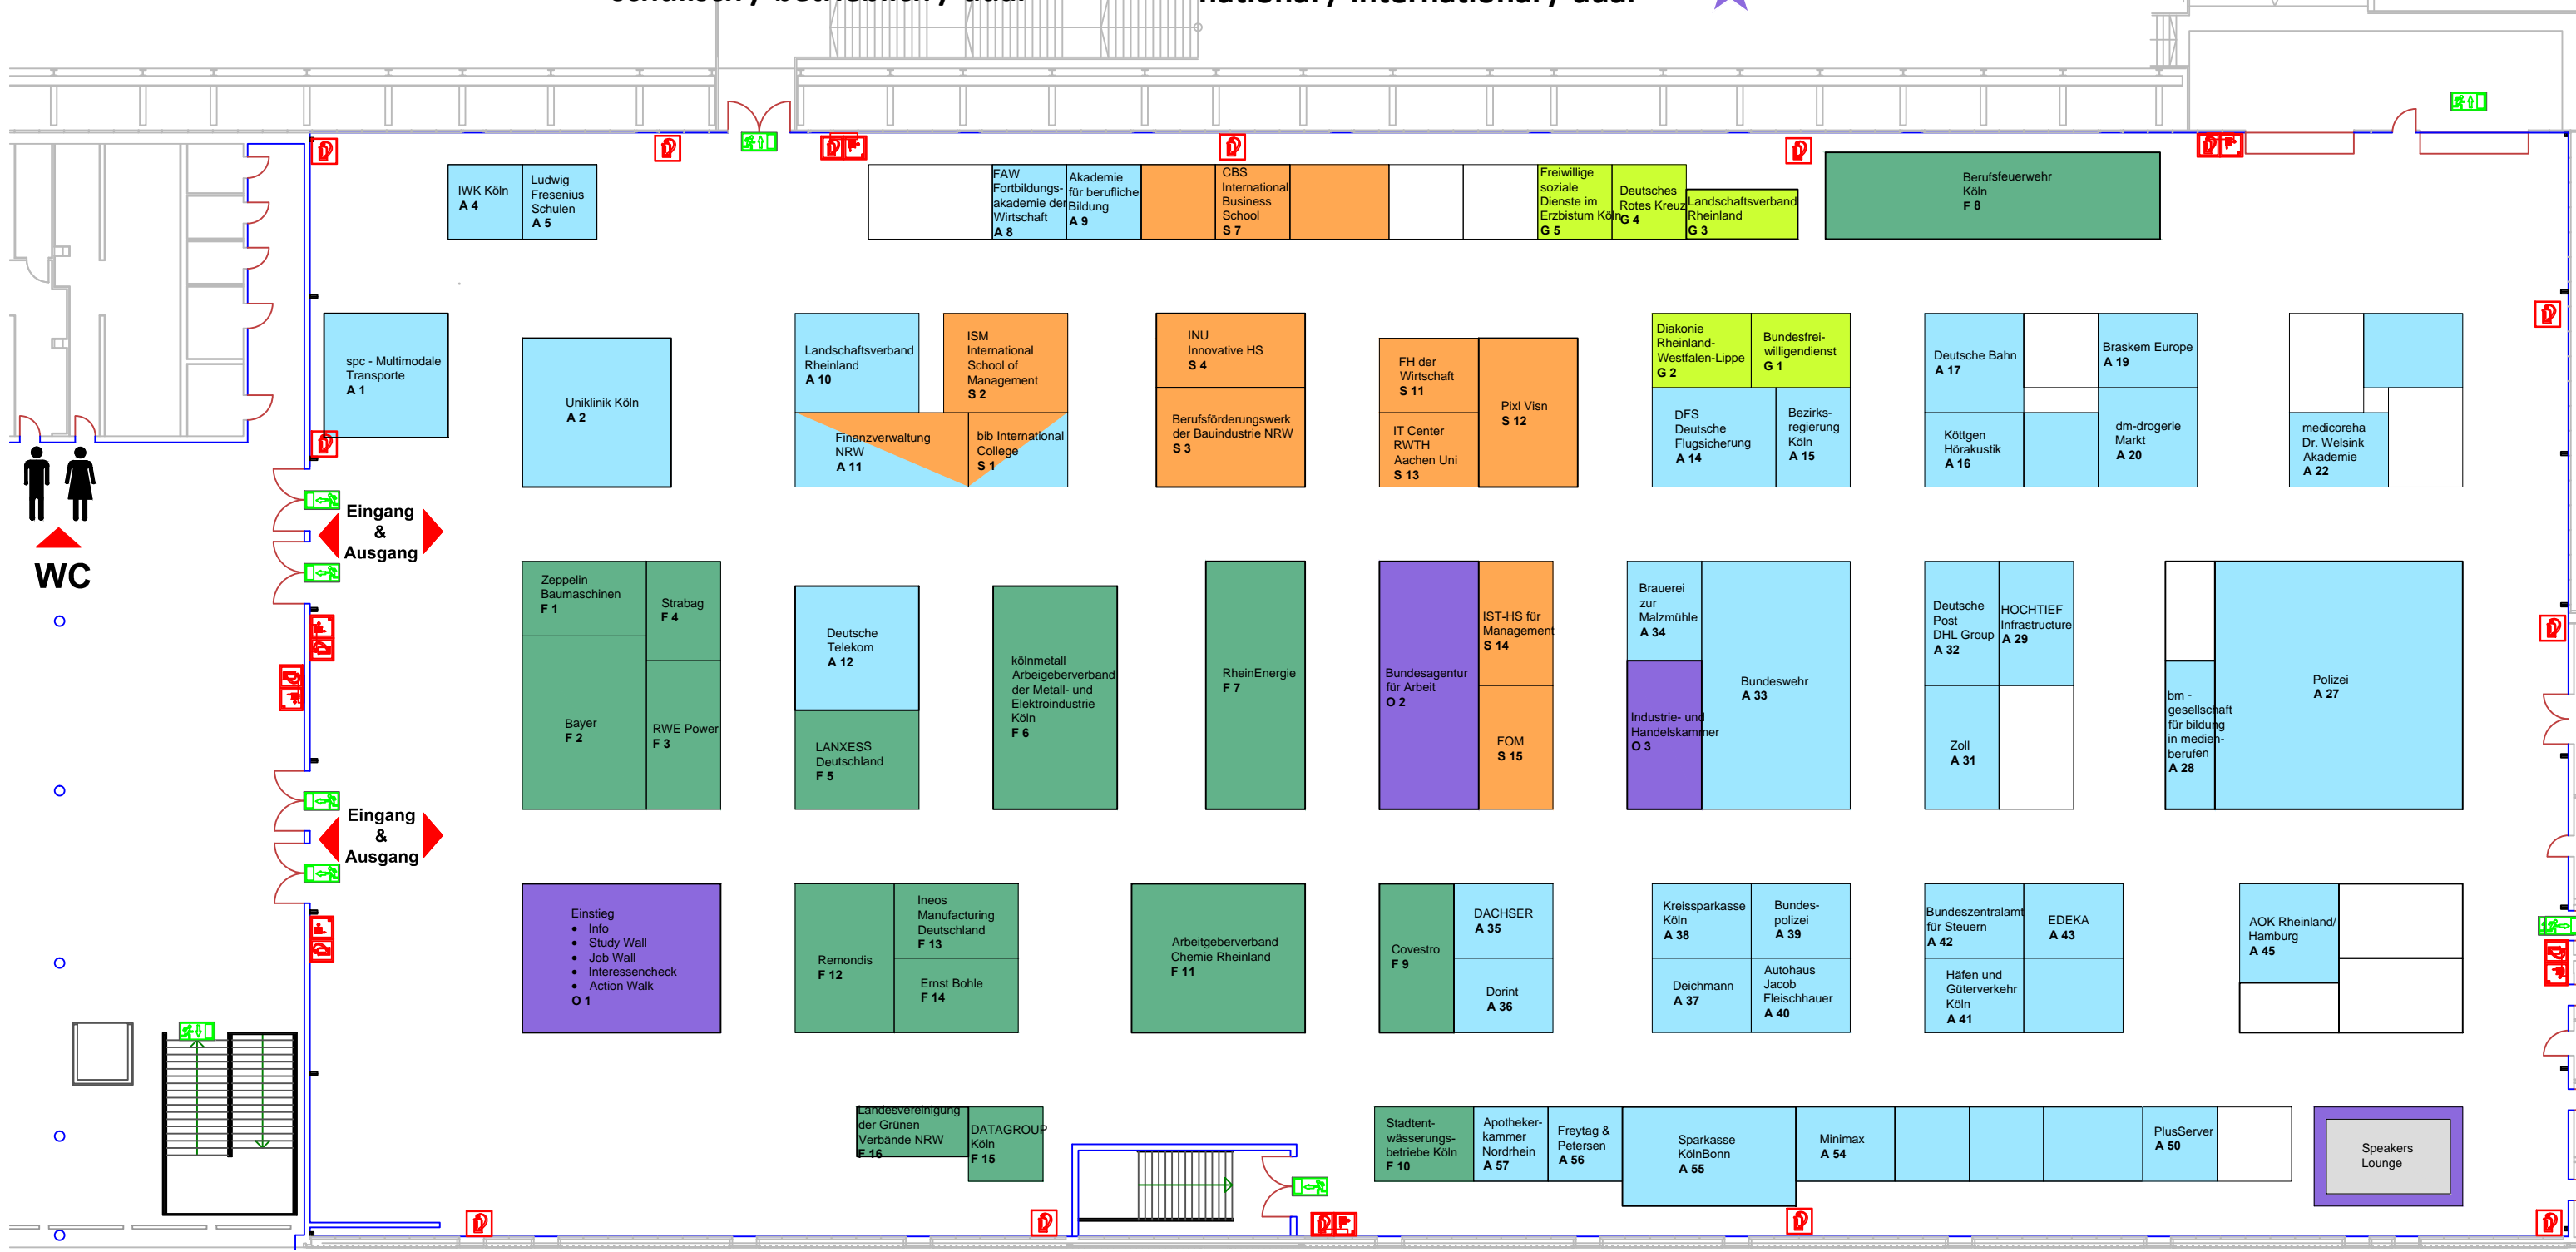 IWK Köln
A 4
Ludwig
Fresenius
Schulen
A 5
FAW
Fortbildungs-
akademie der
Wirtschaft
A 8
Akademie
für berufliche
Bildung
A 9
CBS
International
Business
School
S 7
Freiwillige
soziale
Dienste im
Erzbistum Köln
G 5
Deutsches
Rotes Kreuz
G 4
Landschaftsverband
Rheinland
G 3
Berufsfeuerwehr
Köln
F 8
spc - Multimodale
Transporte
A 1
Uniklinik Köln
A 2
Landschaftsverband
Rheinland
A 10
ISM
International
School of
Management
S 2
Finanzverwaltung
NRW
A 11
bib International
College
S 1
INU
Innovative HS
S 4
Berufsförderungswerk
der Bauindustrie NRW
S 3
FH der
Wirtschaft
S 11
IT Center
RWTH
Aachen Uni
S 13
Pixl Visn
S 12
Diakonie
Rheinland-
Westfalen-Lippe
G 2
Bundesfrei-
willigendienst
G 1
DFS
Deutsche
Flugsicherung
A 14
Bezirks-
regierung
Köln
A 15
Deutsche Bahn
A 17
Braskem Europe
A 19
Köttgen
Hörakustik
A 16
dm-drogerie
Markt
A 20
medicoreha
Dr. Welsink
Akademie
A 22
WC
Eingang
&
Ausgang
Zeppelin
Baumaschinen
F 1
Strabag
F 4
Bayer
F 2
RWE Power
F 3
Deutsche
Telekom
A 12
LANXESS
Deutschland
F 5
kölnmetall
Arbeigeberverband
der Metall- und
Elektroindustrie
Köln
F 6
RheinEnergie
F 7
Bundesagentur
für Arbeit
O 2
IST-HS für
Management
S 14
FOM
S 15
Brauerei
zur
Malzmühle
A 34
Industrie- und
Handelskammer
O 3
Bundeswehr
A 33
Deutsche
Post
DHL Group
A 32
HOCHTIEF
Infrastructure
A 29
Zoll
A 31
bm -
gesellschaft
für bildung
in medien-
berufen
A 28
Polizei
A 27
Eingang
&
Ausgang
Einstieg
• Info
• Study Wall
• Job Wall
• Interessencheck
• Action Walk
O 1
Remondis
F 12
Ineos
Manufacturing
Deutschland
F 13
Ernst Bohle
F 14
Arbeitgeberverband
Chemie Rheinland
F 11
Covestro
F 9
DACHSER
A 35
Dorint
A 36
Kreissparkasse
Köln
A 38
Bundes-
polizei
A 39
Deichmann
A 37
Autohaus
Jacob
Fleischhauer
A 40
Bundeszentralamt
für Steuern
A 42
EDEKA
A 43
Häfen und
Güterverkehr
Köln
A 41
AOK Rheinland/
Hamburg
A 45
Landesvereinigung
der Grünen
Verbände NRW
F 16
DATAGROUP
Köln
F 15
Stadtent-
wässerungs-
betriebe Köln
F 10
Apotheker-
kammer
Nordrhein
A 57
Freytag &
Petersen
A 56
Sparkasse
KölnBonn
A 55
Minimax
A 54
PlusServer
A 50
Speakers
Lounge